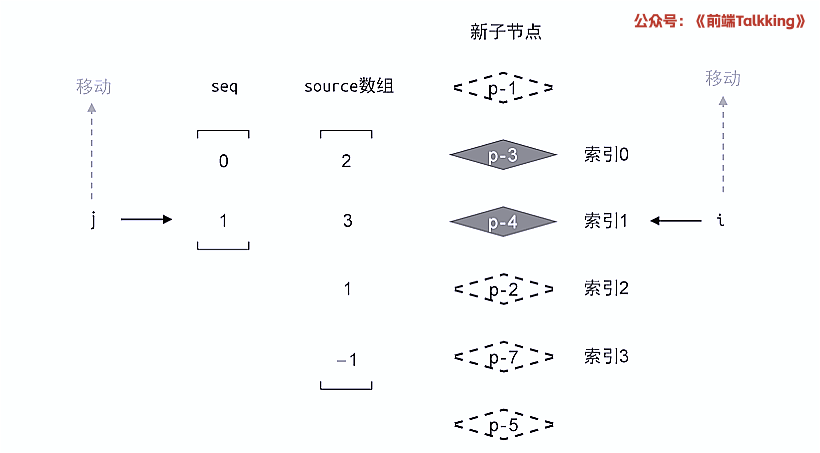 公众号：《前端Talkking》
新子节点
移动 seq source数组 p-1 移动
0 2 p-3 索引0
j 1 3 p-4 索引1 i
1 p-2 索引2
-1 p-7 索引3
p-5